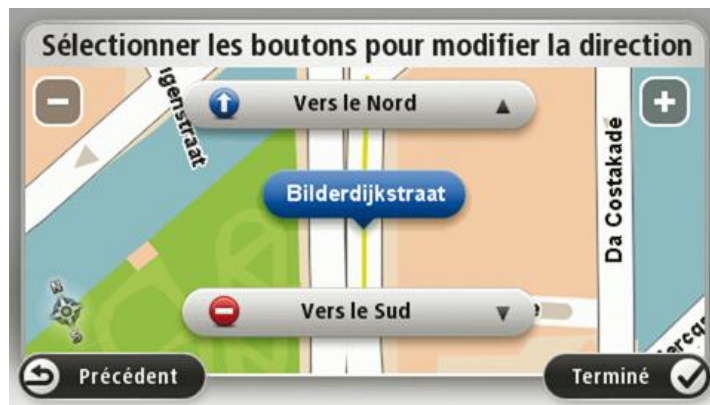 Sélectionner les boutons pour modifier la direction
Vers le Nord
Bilderdijkstraat
Da Costakade
Vers le Sud
N
S
Précédent
Terminé